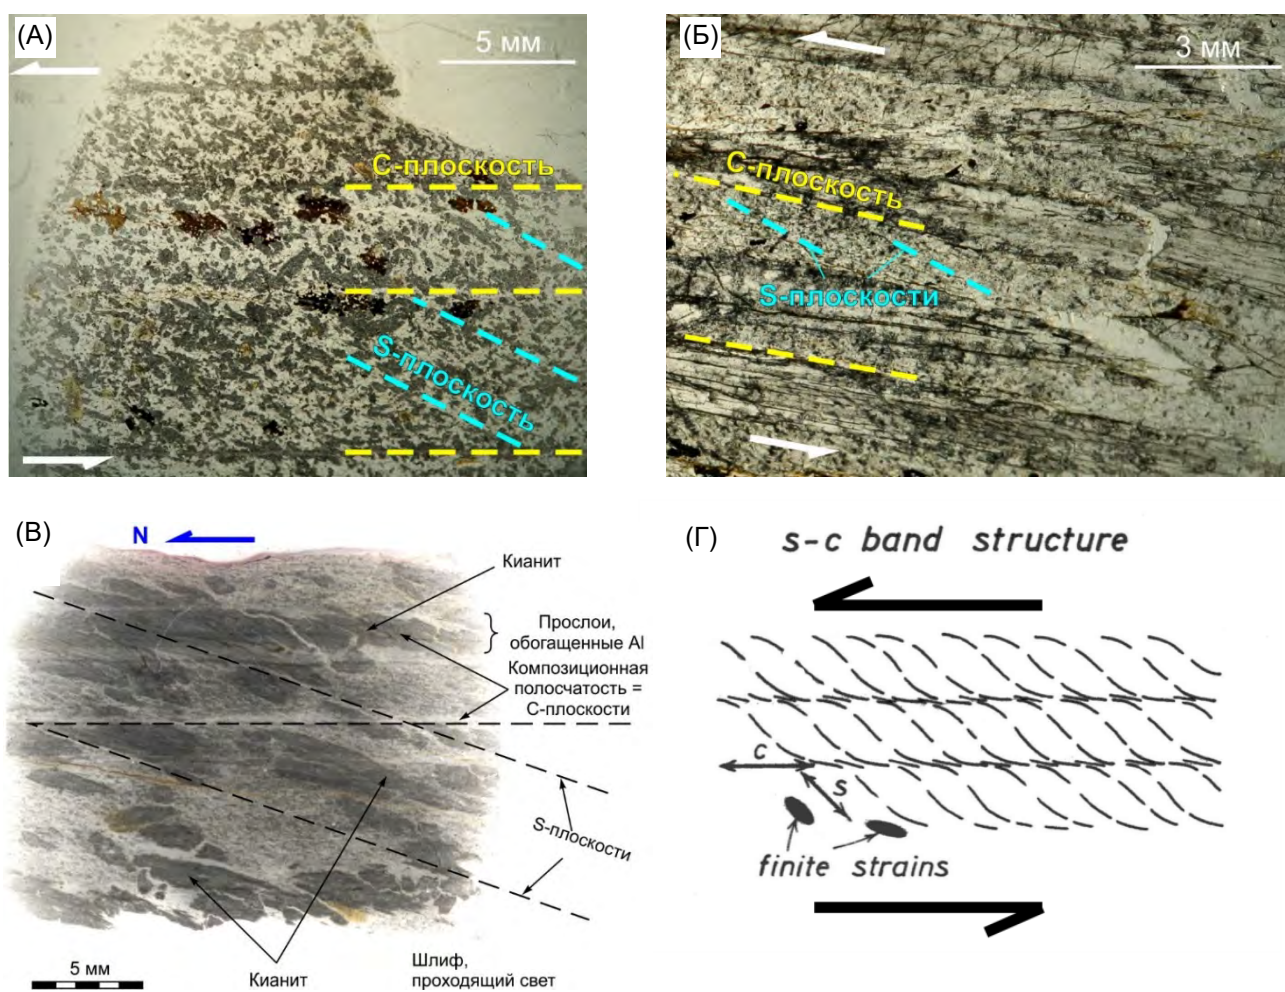 (А)
5 мм
С-плоскость
S-плоскость
(Б)
3 мм
С-плоскость
S-плоскости
(В)
N
Кианит
Прослои,
обогащенные Al
Композиционная
полосчатость =
С-плоскости
S-плоскости
5 мм
Кианит
Шлиф,
проходящий свет
(Г)
s-c band structure
c
s
finite strains